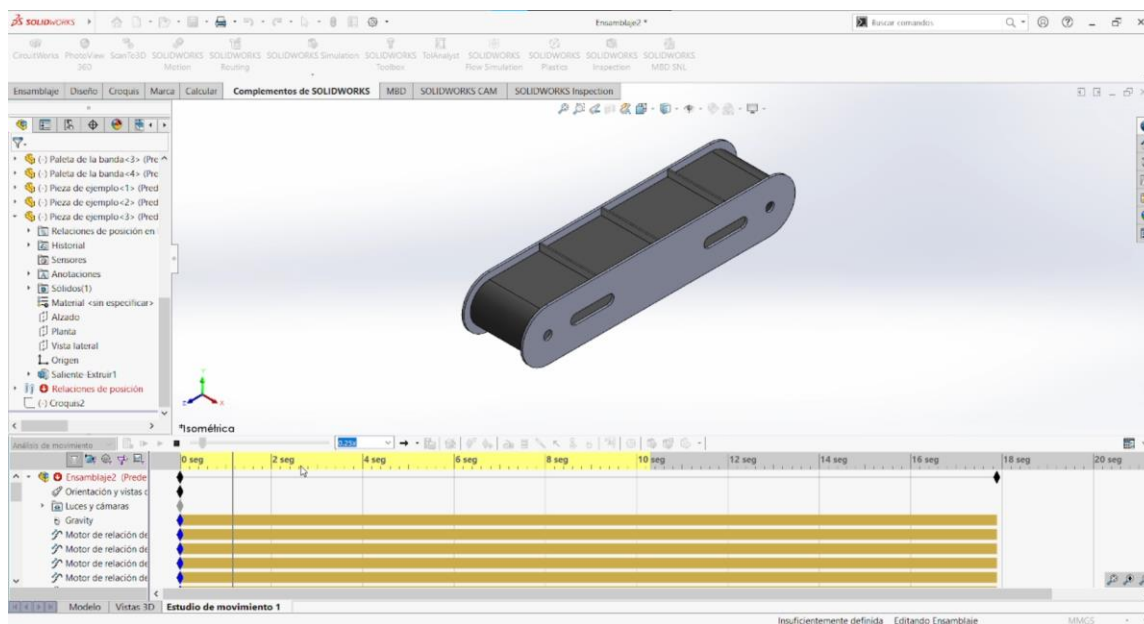 SOLIDWORKS
Ensamblaje2 *
Buscar comandos
CircuitWorks PhotoView 360 ScanTo3D SOLIDWORKS Motion SOLIDWORKS Routing SOLIDWORKS Simulation SOLIDWORKS Toolbox TolAnalyst SOLIDWORKS Flow Simulation SOLIDWORKS Plastics SOLIDWORKS Inspection SOLIDWORKS MBD SNL
Ensamblaje Diseño Croquis Marca Calcular Complementos de SOLIDWORKS MBD SOLIDWORKS CAM SOLIDWORKS Inspection
(-) Paleta de la banda<3> (Pre
(-) Paleta de la banda<4> (Pre
(-) Pieza de ejemplo<1> (Pred
(-) Pieza de ejemplo<2> (Pred
(-) Pieza de ejemplo<3> (Pred
Relaciones de posición en
Historial
Sensores
Anotaciones
Sólidos(1)
Material <sin especificar>
Alzado
Planta
Vista lateral
Origen
Saliente-Extruir1
Relaciones de posición
(-) Croquis2
*Isométrica
Análisis de movimiento
0 seg 2 seg 4 seg 6 seg 8 seg 10 seg 12 seg 14 seg 16 seg 18 seg 20 seg
Ensamblaje2 (Prede
Orientación y vistas d
Luces y cámaras
Gravity
Motor de relación de
Motor de relación de
Motor de relación de
Motor de relación de
Modelo Vistas 3D Estudio de movimiento 1
Insuficientemente definida Editando Ensamblaje MMGS